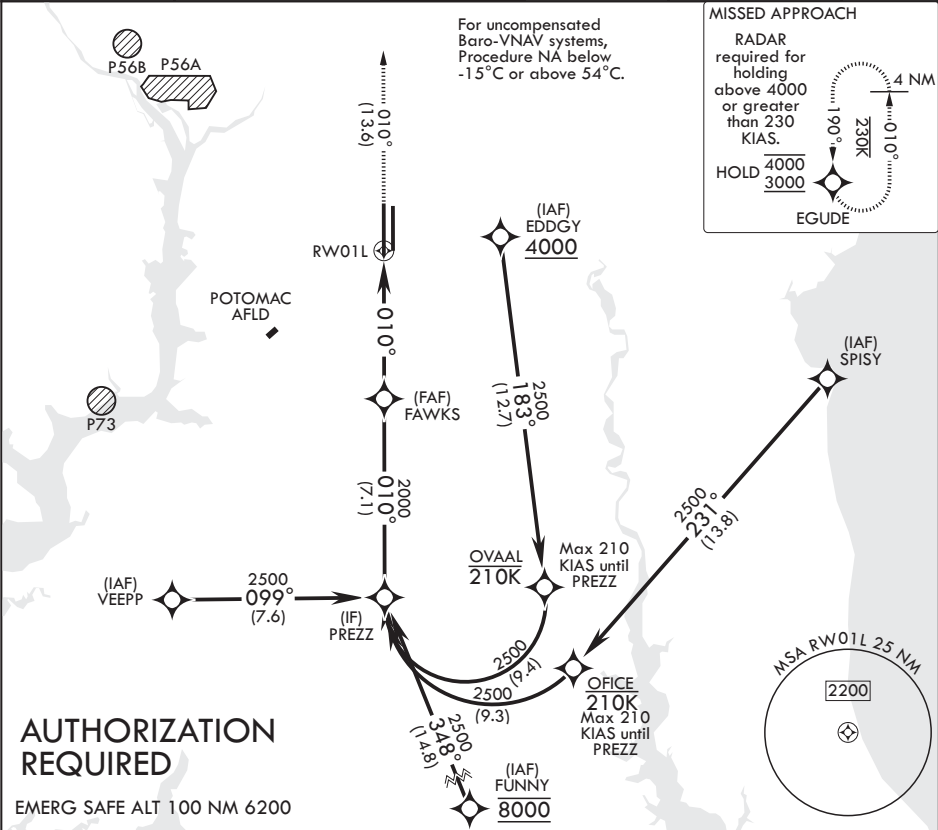 For uncompensated
Baro-VNAV systems,
Procedure NA below
-15°C or above 54°C.
MISSED APPROACH
RADAR
required for
holding
above 4000
or greater
than 230
KIAS.
HOLD 4000
3000
190°
230K
010°
4 NM
EGUDE
P56B
P56A
010°
(13.6)
RW01L
(IAF)
EDDGY
4000
POTOMAC
AFLD
010°
(IAF)
SPISY
P73
(FAF)
FAWKS
2500
183°
(12.7)
2000
010°
(7.1)
2500
231°
(13.8)
OVAAL
210K
Max 210
KIAS until
PREZZ
(IAF)
VEEPP
2500
099°
(7.6)
(IF)
PREZZ
2500
(9.4)
2500
(9.3)
OFICE
210K
Max 210
KIAS until
PREZZ
MSA RW01L 25 NM
2200
2500
348°
(14.8)
(IAF)
FUNNY
8000
AUTHORIZATION
REQUIRED
EMERG SAFE ALT 100 NM 6200